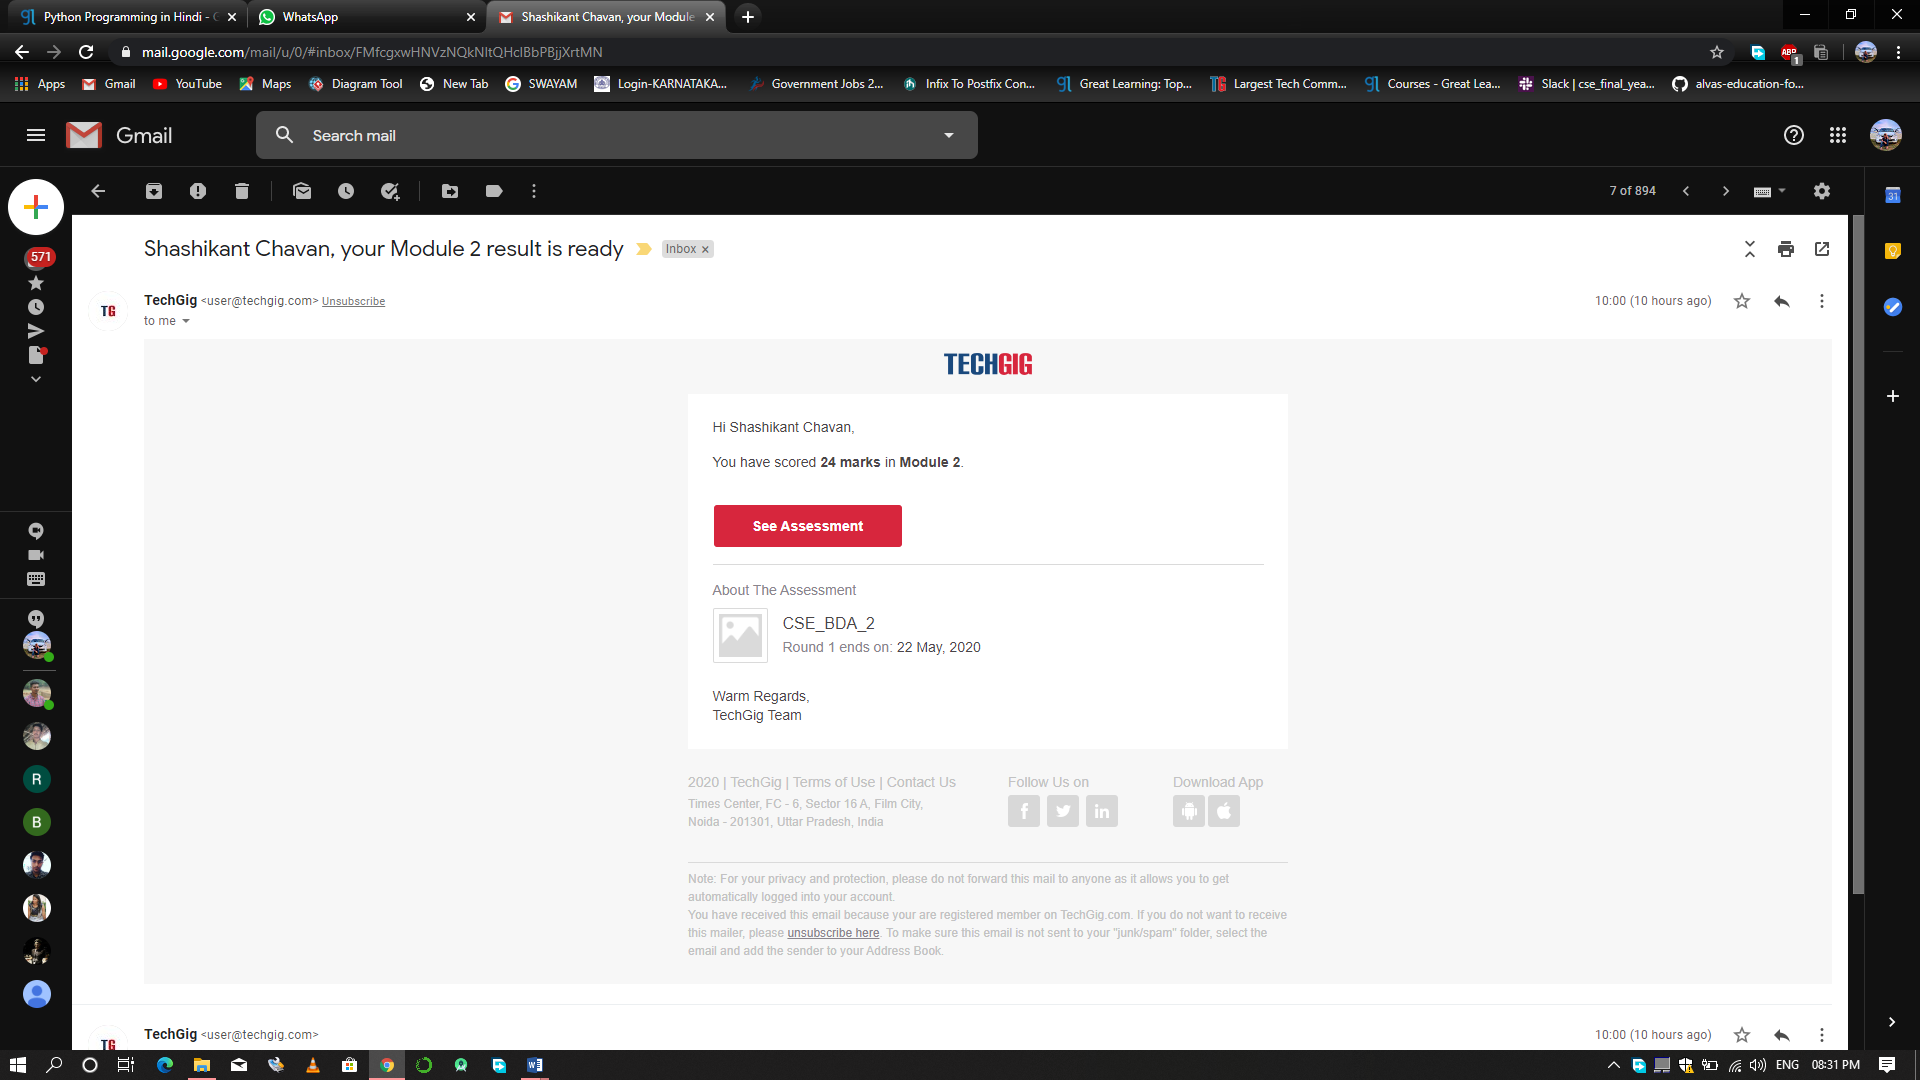 Python Programming in Hindi - G
WhatsApp
Shashikant Chavan, your Module
mail.google.com/mail/u/0/#inbox/FMfcgxwHNVzNQkNltQHclBbPBjjXrtMN
ABP
1
Apps
Gmail
YouTube
Maps
Diagram Tool
New Tab
SWAYAM
Login-KARNATAKA...
Government Jobs 2...
Infix To Postfix Con...
Great Learning: Top...
Largest Tech Comm...
Courses - Great Lea...
Slack | cse_final_yea...
alvas-education-fo...
Gmail
Search mail
7 of 894
31
571
Shashikant Chavan, your Module 2 result is ready
Inbox x
TG
TechGig <user@techgig.com> Unsubscribe
10:00 (10 hours ago)
to me
TECHGIG
Hi Shashikant Chavan,
You have scored 24 marks in Module 2.
See Assessment
About The Assessment
CSE_BDA_2
Round 1 ends on: 22 May, 2020
Warm Regards,
TechGig Team
R
B
2020 | TechGig | Terms of Use | Contact Us
Times Center, FC - 6, Sector 16 A, Film City,
Noida - 201301, Uttar Pradesh, India
Follow Us on
Download App
Note: For your privacy and protection, please do not forward this mail to anyone as it allows you to get
automatically logged into your account.
You have received this email because your are registered member on TechGig.com. If you do not want to receive
this mailer, please unsubscribe here. To make sure this email is not sent to your "junk/spam" folder, select the
email and add the sender to your Address Book.
TechGig <user@techgig.com>
10:00 (10 hours ago)
TG
ENG
08:31 PM